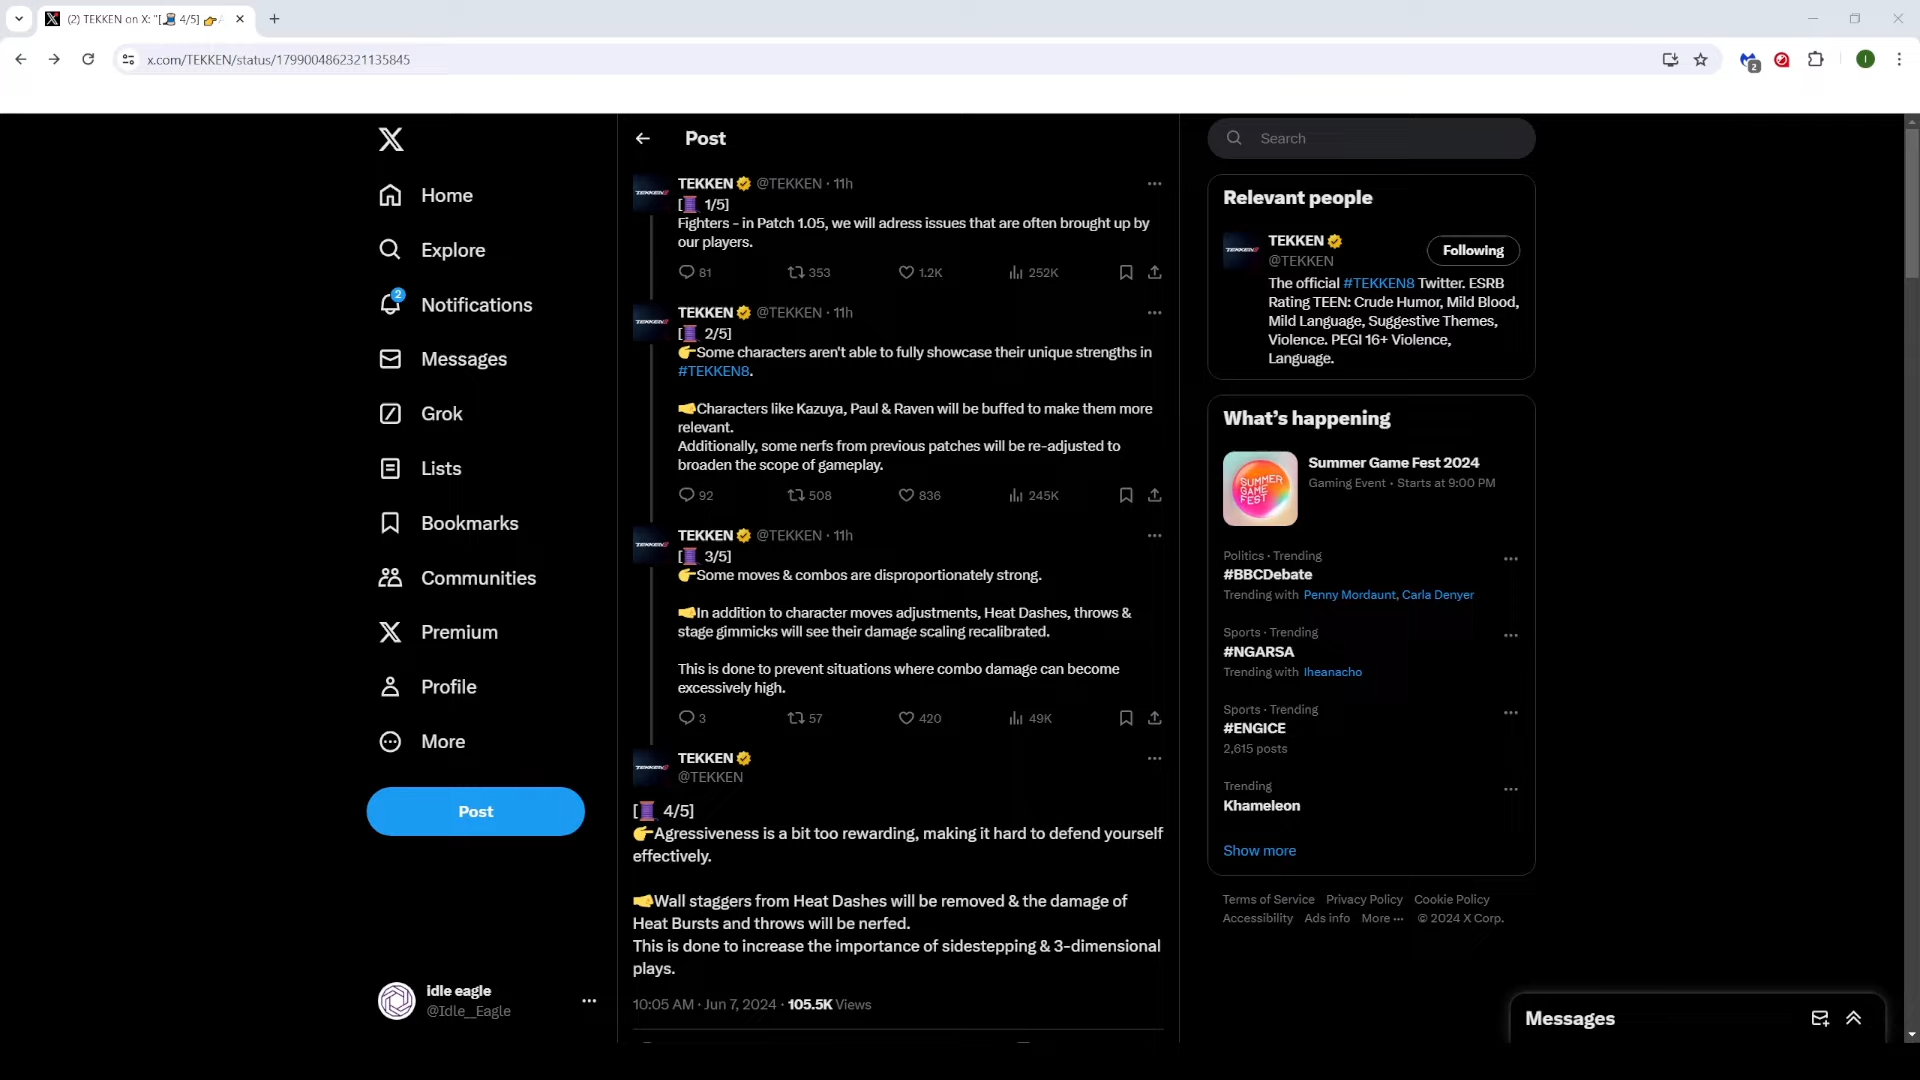 (2) TEKKEN on X: "[🧵 4/5] 👉A
x.com/TEKKEN/status/1799004862321135845
2
I
Home
Explore
2
Notifications
Messages
Grok
Lists
Bookmarks
Communities
Premium
Profile
More
Post
idle eagle
@Idle__Eagle
Post
TEKKEN @TEKKEN · 11h
[🧵 1/5]
Fighters - in Patch 1.05, we will adress issues that are often brought up by
our players.
81 353 1.2K 252K
TEKKEN @TEKKEN · 11h
[🧵 2/5]
👉Some characters aren't able to fully showcase their unique strengths in
#TEKKEN8.
🤜Characters like Kazuya, Paul & Raven will be buffed to make them more
relevant.
Additionally, some nerfs from previous patches will be re-adjusted to
broaden the scope of gameplay.
92 508 836 245K
TEKKEN @TEKKEN · 11h
[🧵 3/5]
👉Some moves & combos are disproportionately strong.
🤜In addition to character moves adjustments, Heat Dashes, throws &
stage gimmicks will see their damage scaling recalibrated.
This is done to prevent situations where combo damage can become
excessively high.
3 57 420 49K
TEKKEN
@TEKKEN
[🧵 4/5]
👉Agressiveness is a bit too rewarding, making it hard to defend yourself
effectively.
🤜Wall staggers from Heat Dashes will be removed & the damage of
Heat Bursts and throws will be nerfed.
This is done to increase the importance of sidestepping & 3-dimensional
plays.
10:05 AM · Jun 7, 2024 · 105.5K Views
Search
Relevant people
TEKKEN
@TEKKEN
Following
The official #TEKKEN8 Twitter. ESRB
Rating TEEN: Crude Humor, Mild Blood,
Mild Language, Suggestive Themes,
Violence. PEGI 16+ Violence,
Language.
What's happening
SUMMER
GAME
FEST
Summer Game Fest 2024
Gaming Event · Starts at 9:00 PM
Politics · Trending
#BBCDebate
Trending with Penny Mordaunt, Carla Denyer
Sports · Trending
#NGARSA
Trending with Iheanacho
Sports · Trending
#ENGICE
2,615 posts
Trending
Khameleon
Show more
Terms of Service Privacy Policy Cookie Policy
Accessibility Ads info More ··· © 2024 X Corp.
Messages